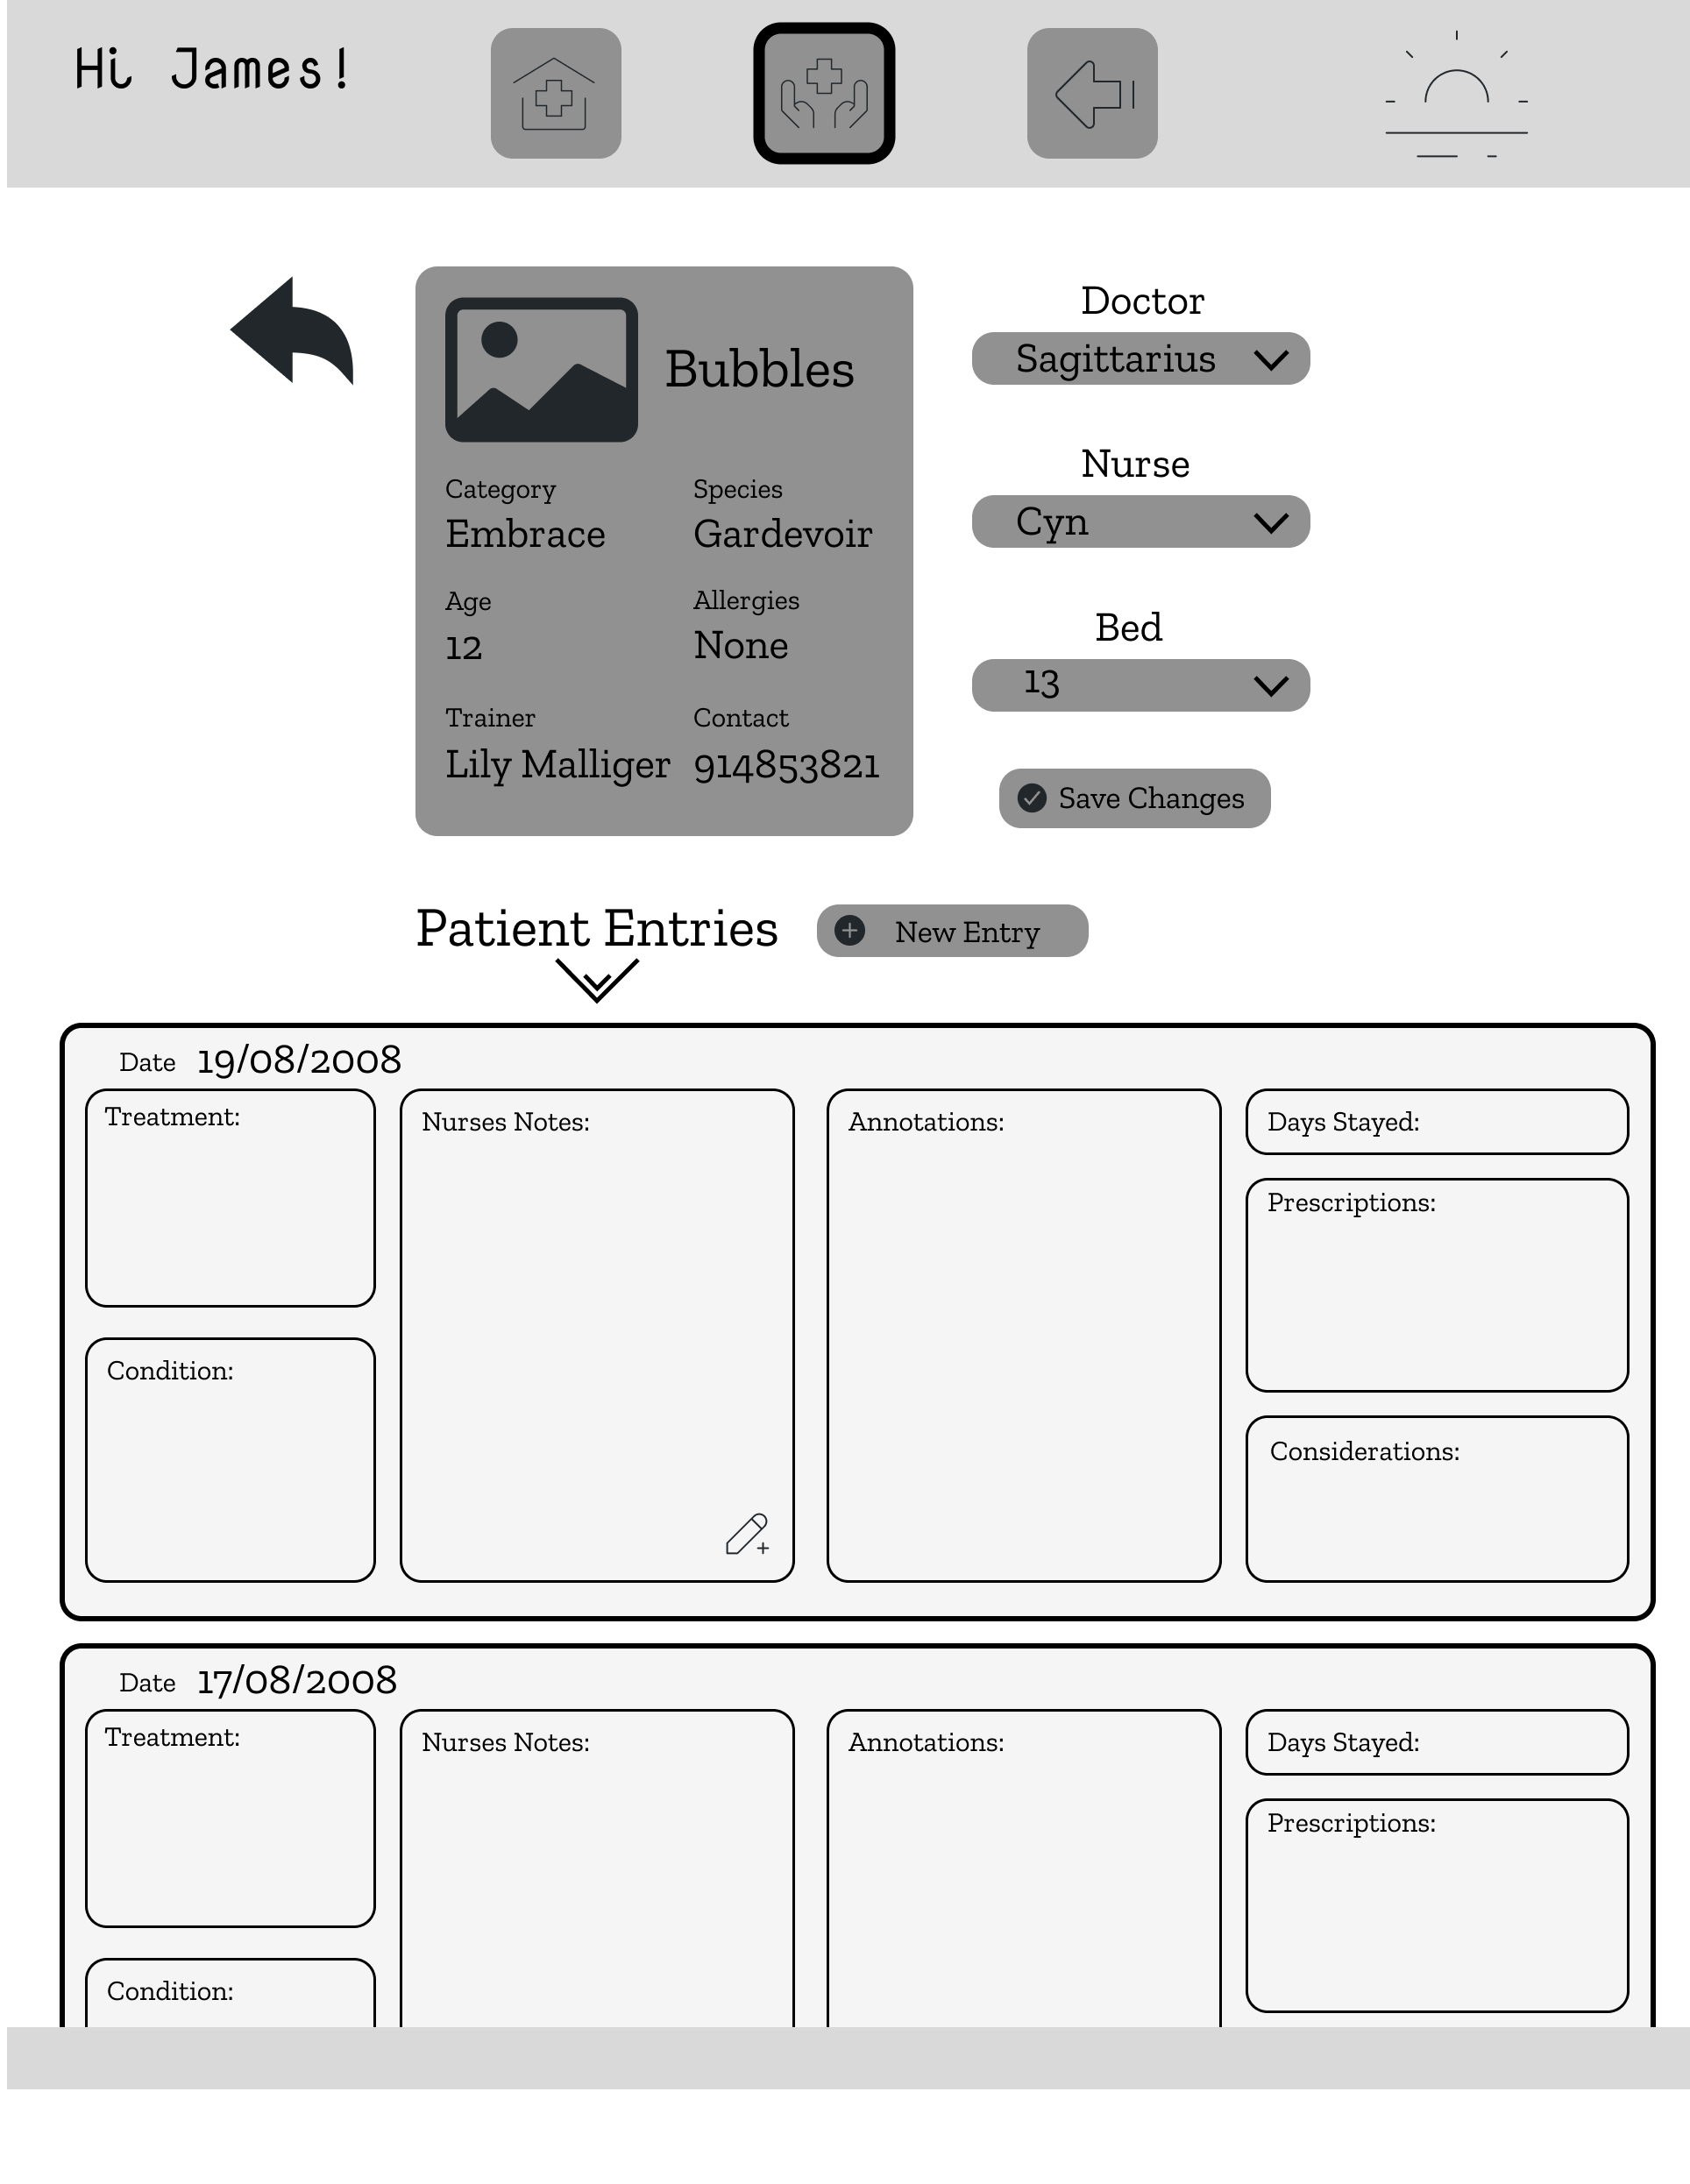 Hi James!
Bubbles
Category
Embrace
Species
Gardevoir
Age
12
Allergies
None
Trainer
Lily Malliger
Contact
914853821
Doctor
Sagittarius
Nurse
Cyn
Bed
13
Save Changes
Patient Entries
New Entry
Date 19/08/2008
Treatment:
Condition:
Nurses Notes:
Annotations:
Days Stayed:
Prescriptions:
Considerations:
Date 17/08/2008
Treatment:
Condition:
Nurses Notes:
Annotations:
Days Stayed:
Prescriptions: